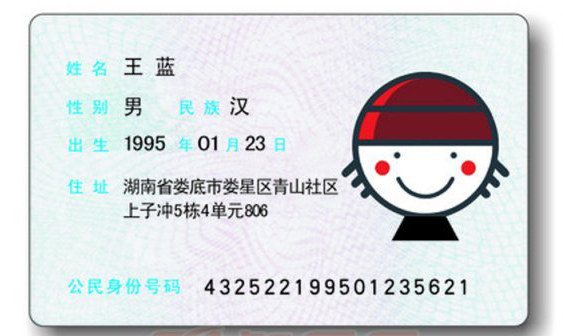 姓名 王蓝
性别 男 民族 汉
出生 1995 年 01 月 23 日
住址 湖南省娄底市娄星区青山社区
上子冲5栋4单元806
公民身份号码 432522199501235621